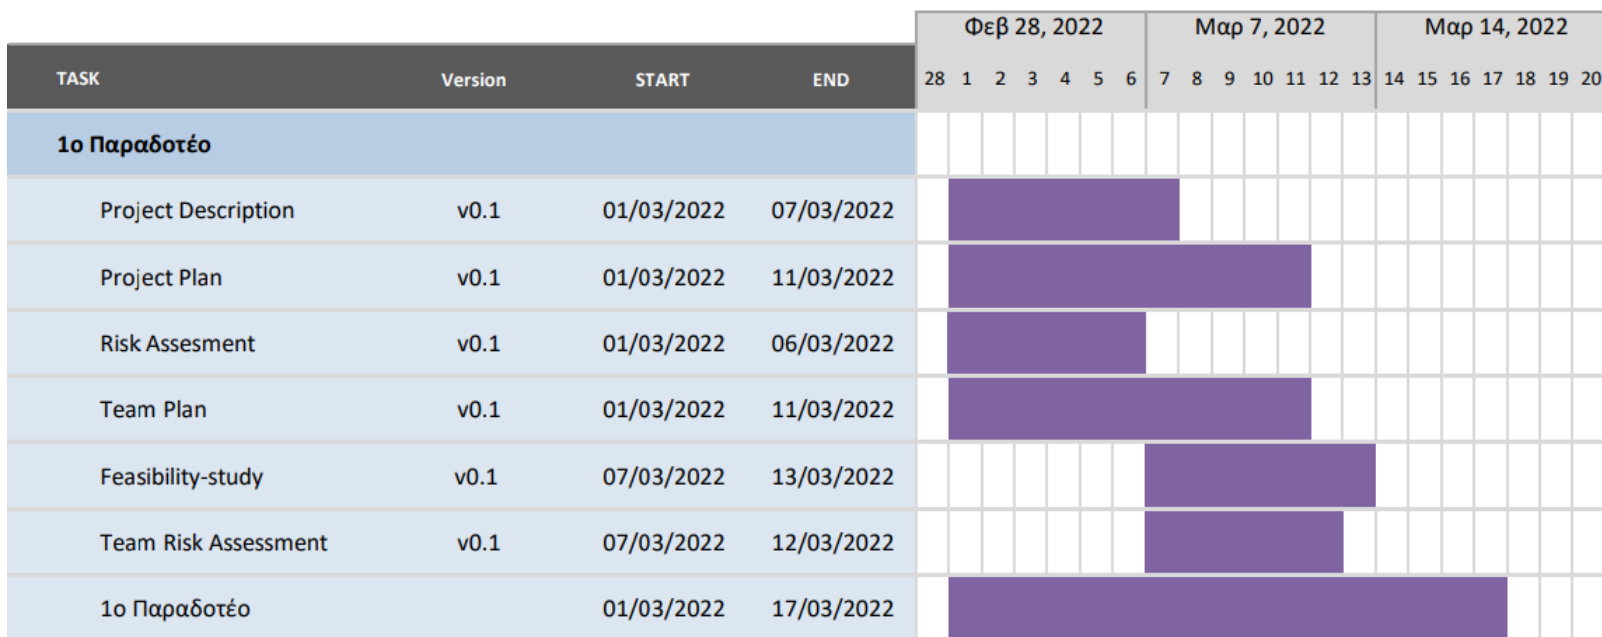 Φεβ 28, 2022 Μαρ 7, 2022 Μαρ 14, 2022
TASK Version START END 28 1 2 3 4 5 6 7 8 9 10 11 12 13 14 15 16 17 18 19 20
1ο Παραδοτέο
Project Description v0.1 01/03/2022 07/03/2022
Project Plan v0.1 01/03/2022 11/03/2022
Risk Assesment v0.1 01/03/2022 06/03/2022
Team Plan v0.1 01/03/2022 11/03/2022
Feasibility-study v0.1 07/03/2022 13/03/2022
Team Risk Assessment v0.1 07/03/2022 12/03/2022
1ο Παραδοτέο 01/03/2022 17/03/2022